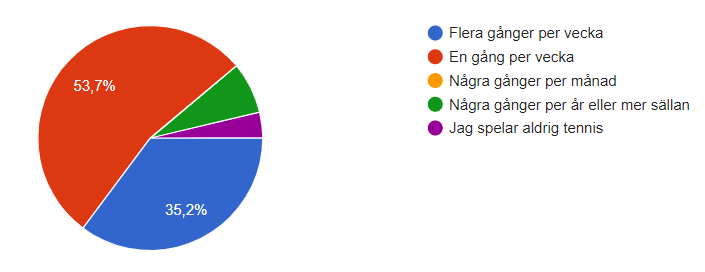 53,7%
35,2%
Flera gånger per vecka
En gång per vecka
Några gånger per månad
Några gånger per år eller mer sällan
Jag spelar aldrig tennis